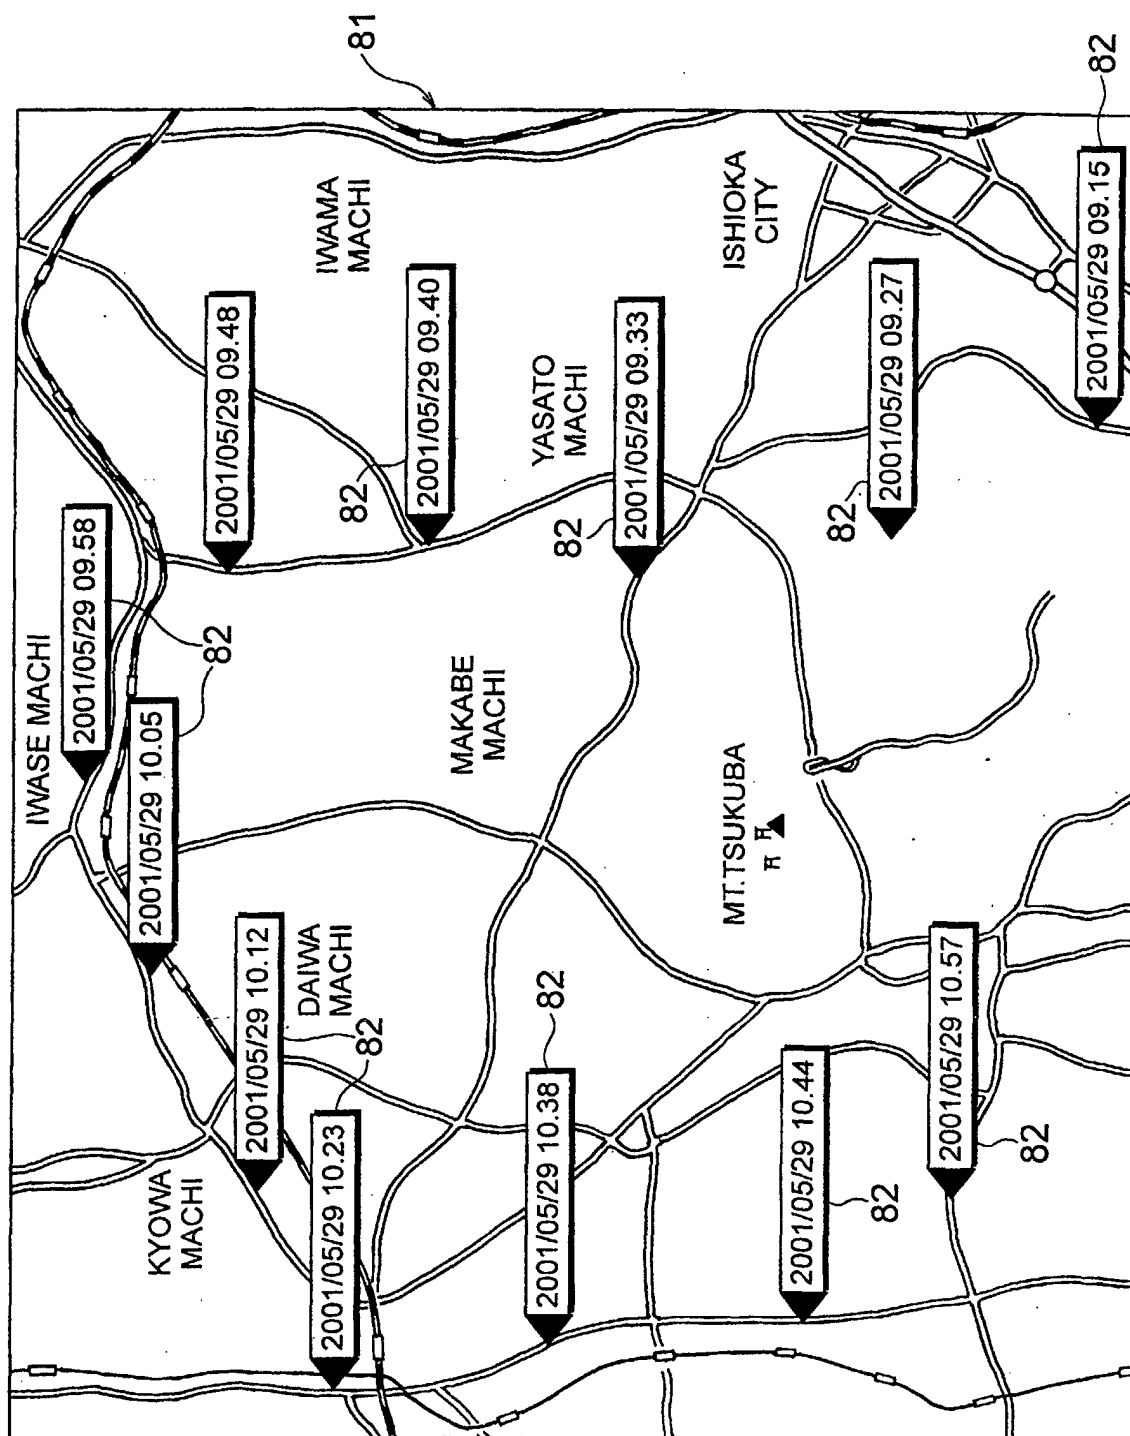 IWASE MACHI
2001/05/29 09.58
2001/05/29 10.05
KYOWA
MACHI
82
2001/05/29 09.48
2001/05/29 10.12
DAIWA
MACHI
2001/05/29 10.23
IWAMA
MACHI
81
82
82
2001/05/29 09.40
MAKABE
MACHI
YASATO
MACHI
2001/05/29 10.38
82
82
2001/05/29 09.33
MT.TSUKUBA
ISHIOKA
CITY
2001/05/29 10.44
82
82
2001/05/29 09.27
2001/05/29 10.57
82
2001/05/29 09.15
82